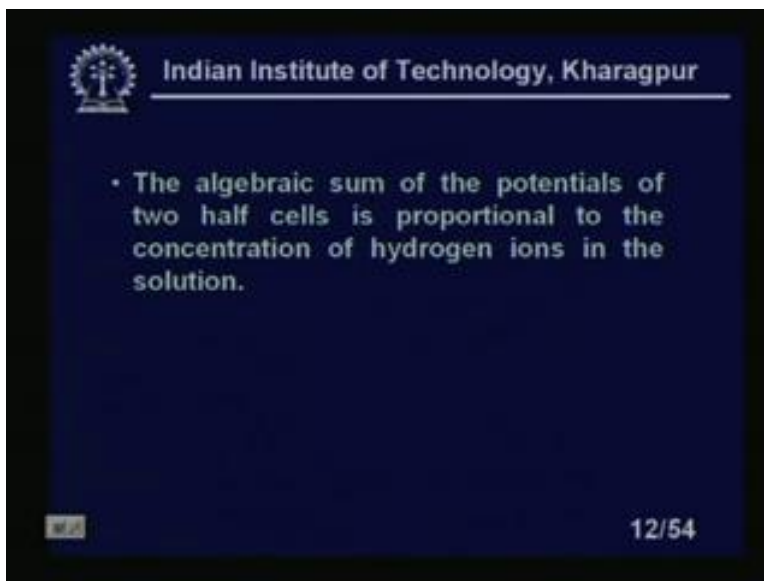 Indian Institute of Technology, Kharagpur
• The algebraic sum of the potentials of
two half cells is proportional to the
concentration of hydrogen ions in the
solution.
12/54